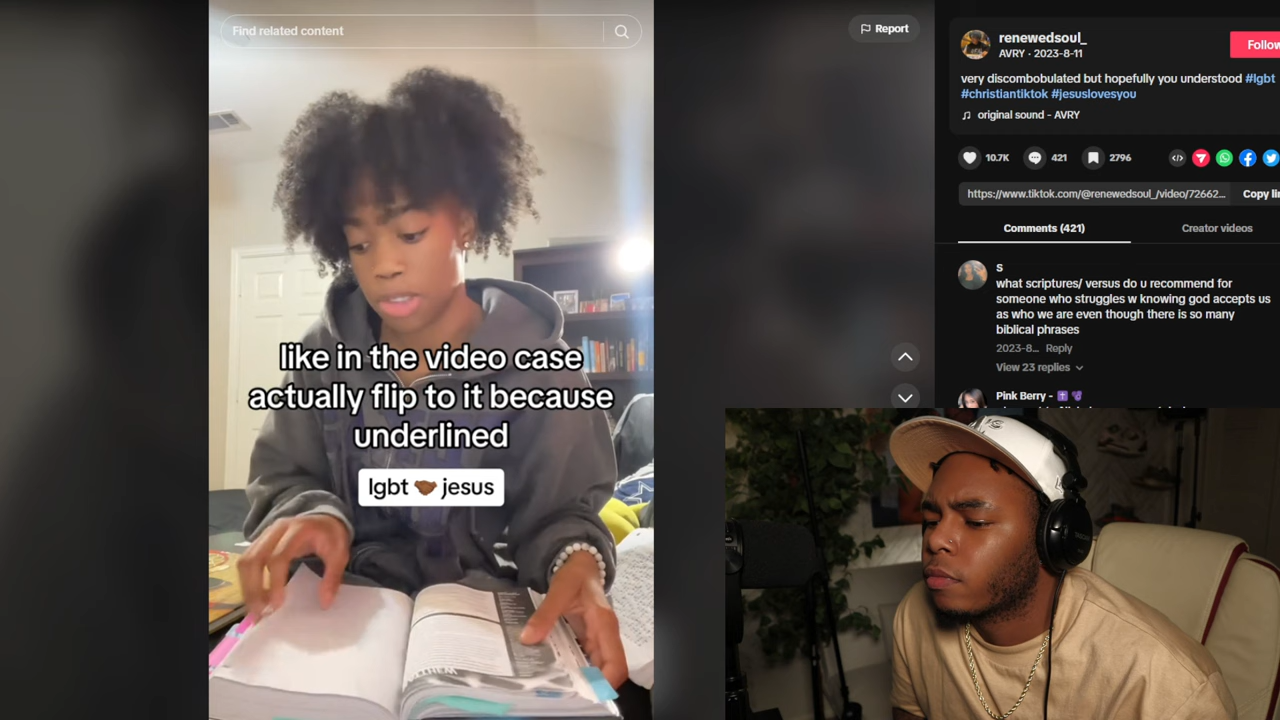 Find related content
Report
like in the video case
actually flip to it because
underlined
lgbt 🤝🏾 jesus
renewedsoul_
AVRY · 2023-8-11
Follow
very discombobulated but hopefully you understood #lgbt
#christiantiktok #jesuslovesyou
original sound - AVRY
10.7K
421
2796
https://www.tiktok.com/@renewedsoul_/video/72662...
Copy lin
Comments (421)
Creator videos
S
what scriptures/ versus do u recommend for
someone who struggles w knowing god accepts us
as who we are even though there is so many
biblical phrases
2023-8...
Reply
View 23 replies
Pink Berry -